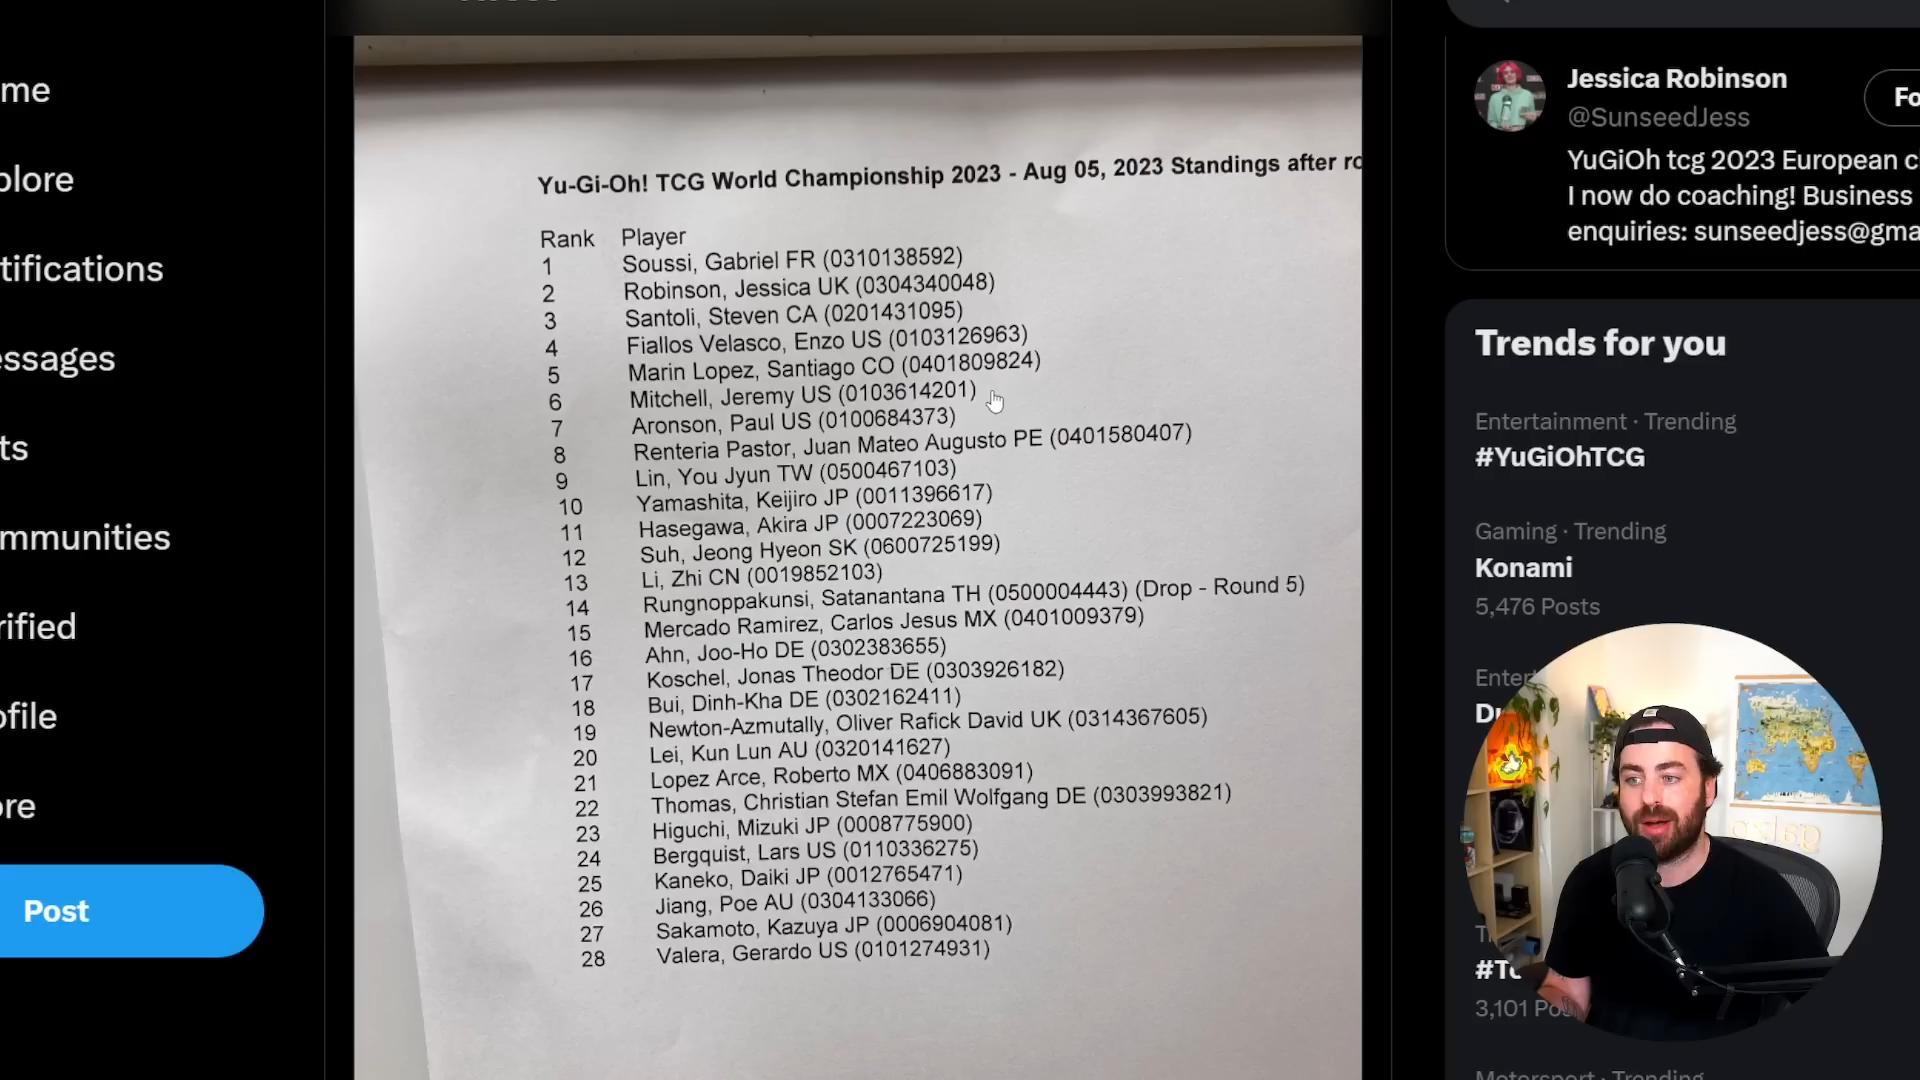 me
plore
tifications
essages
ts
mmunities
rified
ofile
ore
Post
Yu-Gi-Oh! TCG World Championship 2023 - Aug 05, 2023 Standings after ro
Rank Player
1 Soussi, Gabriel FR (0310138592)
2 Robinson, Jessica UK (0304340048)
3 Santoli, Steven CA (0201431095)
4 Fiallos Velasco, Enzo US (0103126963)
5 Marin Lopez, Santiago CO (0401809824)
6 Mitchell, Jeremy US (0103614201)
7 Aronson, Paul US (0100684373)
8 Renteria Pastor, Juan Mateo Augusto PE (0401580407)
9 Lin, You Jyun TW (0500467103)
10 Yamashita, Keijiro JP (0011396617)
11 Hasegawa, Akira JP (0007223069)
12 Suh, Jeong Hyeon SK (0600725199)
13 Li, Zhi CN (0019852103)
14 Rungnoppakunsi, Satanantana TH (0500004443) (Drop - Round 5)
15 Mercado Ramirez, Carlos Jesus MX (0401009379)
16 Ahn, Joo-Ho DE (0302383655)
17 Koschel, Jonas Theodor DE (0303926182)
18 Bui, Dinh-Kha DE (0302162411)
19 Newton-Azmutally, Oliver Rafick David UK (0314367605)
20 Lei, Kun Lun AU (0320141627)
21 Lopez Arce, Roberto MX (0406883091)
22 Thomas, Christian Stefan Emil Wolfgang DE (0303993821)
23 Higuchi, Mizuki JP (0008775900)
24 Bergquist, Lars US (0110336275)
25 Kaneko, Daiki JP (0012765471)
26 Jiang, Poe AU (0304133066)
27 Sakamoto, Kazuya JP (0006904081)
28 Valera, Gerardo US (0101274931)
Jessica Robinson
@SunseedJess
Fo
YuGiOh tcg 2023 European c
I now do coaching! Business
enquiries: sunseedjess@gma
Trends for you
Entertainment · Trending
#YuGiOhTCG
Gaming · Trending
Konami
5,476 Posts
Enter
Du
#To
3,101 Po
Motorsport · Trending